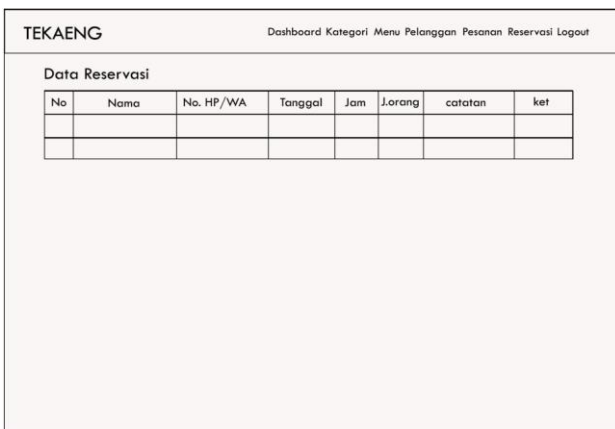 TEKAENG
Dashboard Kategori Menu Pelanggan Pesanan Reservasi Logout
Data Reservasi
No Nama No. HP/WA Tanggal Jam J.orang catatan ket